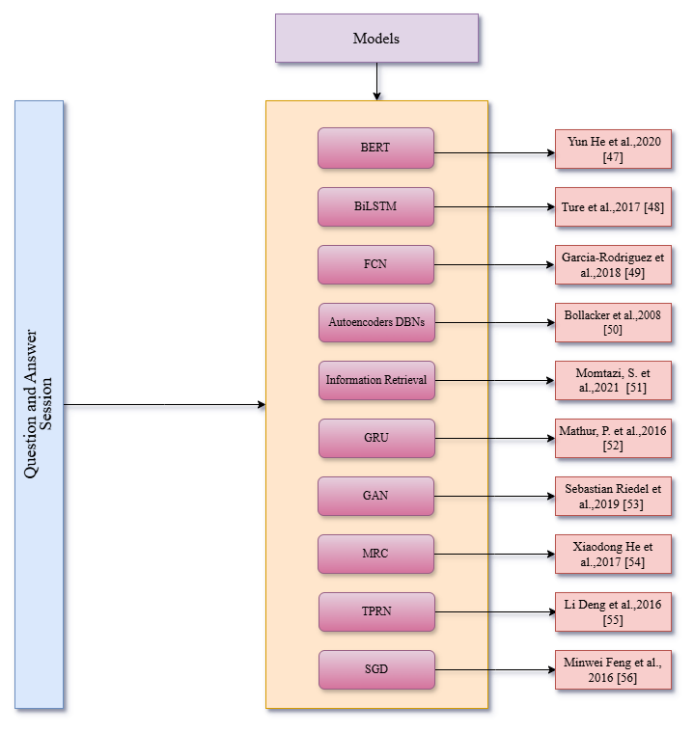 Models
Question and Answer
Session
BERT
Yun He et al.,2020
[47]
BiLSTM
Ture et al.,2017 [48]
FCN
Garcia-Rodriguez et
al.,2018 [49]
Autoencoders DBNs
Bollacker et al.,2008
[50]
Information Retrieval
Momtazi, S. et
al.,2021 [51]
GRU
Mathur, P. et al.,2016
[52]
GAN
Sebastian Riedel et
al.,2019 [53]
MRC
Xiaodong He et
al.,2017 [54]
TPRN
Li Deng et al.,2016
[55]
SGD
Minwei Feng et al.,
2016 [56]